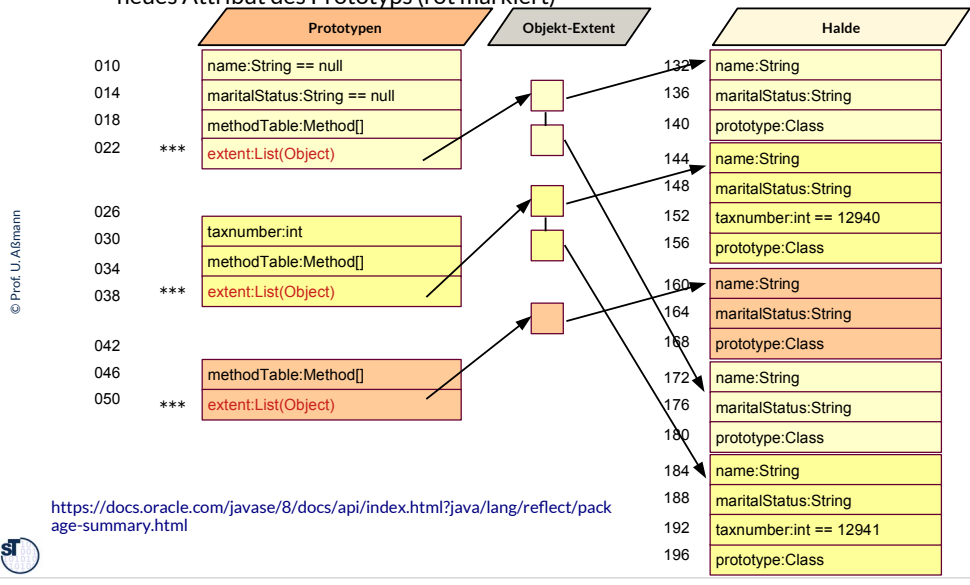 neues Attribut des Prototyps (rot markiert)
Prototypen
Objekt-Extent
Halde
010 name:String == null
014 maritalStatus:String == null
018 methodTable:Method[]
022 *** extent:List(Object)
026
030 taxnumber:int
034 methodTable:Method[]
038 *** extent:List(Object)
042
046 methodTable:Method[]
050 *** extent:List(Object)
132 name:String
136 maritalStatus:String
140 prototype:Class
144 name:String
148 maritalStatus:String
152 taxnumber:int == 12940
156 prototype:Class
160 name:String
164 maritalStatus:String
168 prototype:Class
172 name:String
176 maritalStatus:String
180 prototype:Class
184 name:String
188 maritalStatus:String
192 taxnumber:int == 12941
196 prototype:Class
© Prof. U. Aßmann
https://docs.oracle.com/javase/8/docs/api/index.html?java/lang/reflect/pack
age-summary.html
ST